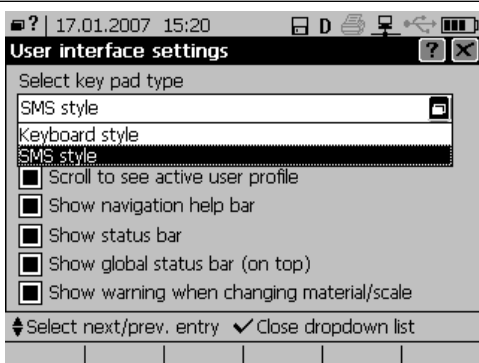 ? 17.01.2007 15:20 D
User interface settings ?
Select key pad type
SMS style
Keyboard style
SMS style
Scroll to see active user profile
Show navigation help bar
Show status bar
Show global status bar (on top)
Show warning when changing material/scale
Select next/prev. entry ✓Close dropdown list